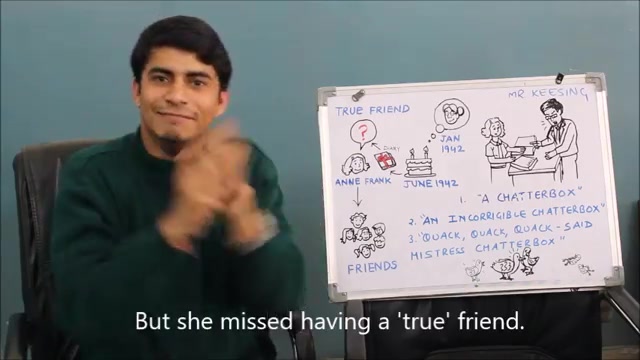 TRUE FRIEND
?
DIARY
ANNE FRANK
JUNE 1942
JAN
1942
FRIENDS
MR KEESING
1. "A CHATTERBOX"
2. "AN INCORRIGIBLE CHATTERBOX"
3. "QUACK, QUACK, QUACK - SAID
MISTRESS CHATTERBOX"
But she missed having a 'true' friend.